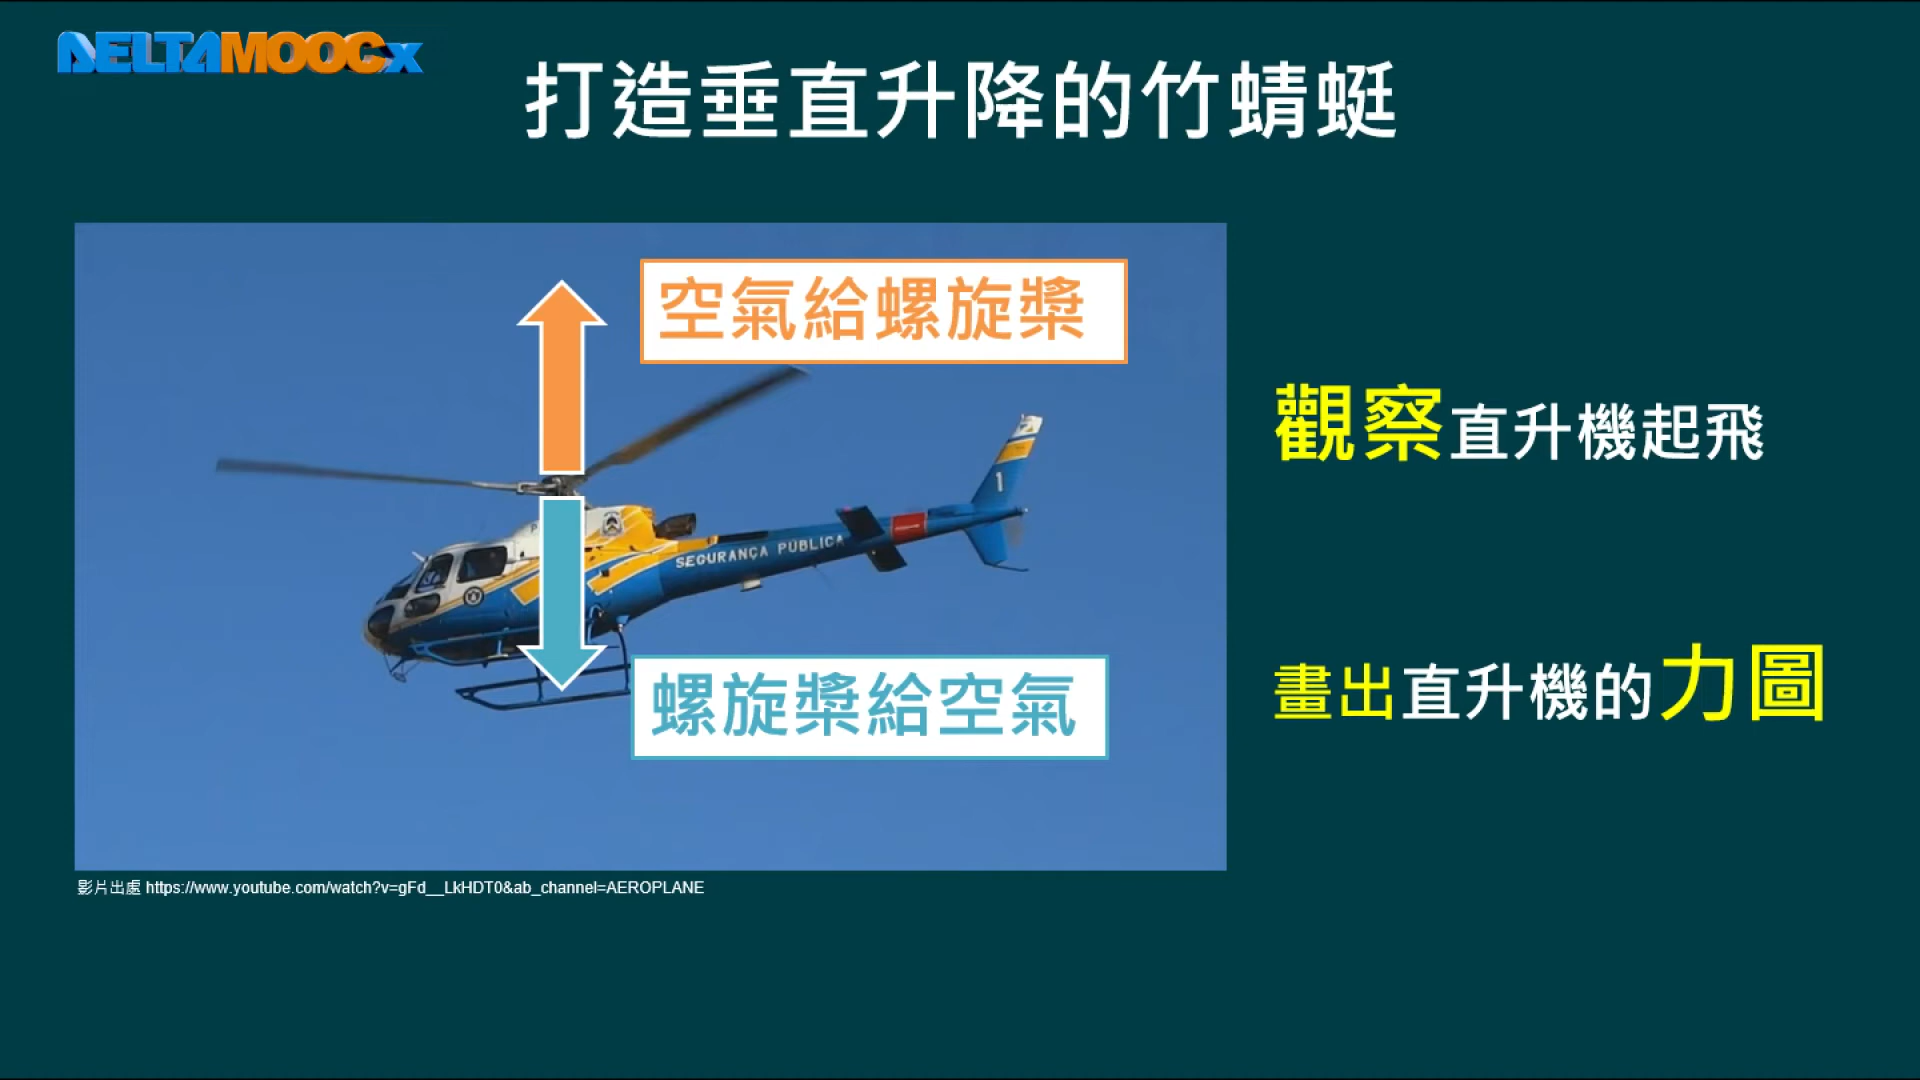 DELTAMOOCx
打造垂直升降的竹蜻蜓
空氣給螺旋槳
觀察直升機起飛
1
SEGURANÇA PÚBLICA
螺旋槳給空氣
畫出直升機的力圖
影片出處 https://www.youtube.com/watch?v=gFd__LkHDT0&ab_channel=AEROPLANE